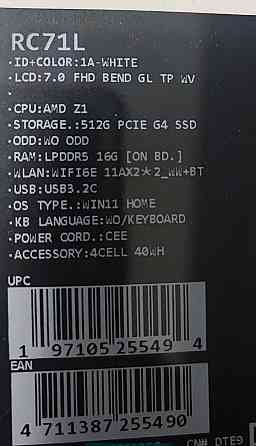 RC71L
·ID+COLOR:1A-WHITE
·LCD:7.0 FHD BEND GL TP WV
·
·CPU:AMD Z1
·STORAGE.:512G PCIE G4 SSD
·ODD:WO ODD
·RAM:LPDDR5 16G [ON BD.]
·WLAN:WIFI6E 11AX2*2_WW+BT
·USB:USB3.2C
·OS TYPE.:WIN11 HOME
·KB LANGUAGE:WO/KEYBOARD
·POWER CORD.:CEE
·ACCESSORY:4CELL 40WH
UPC
1 97105 25549 4
EAN
4 711387 255490
CN# DTE9